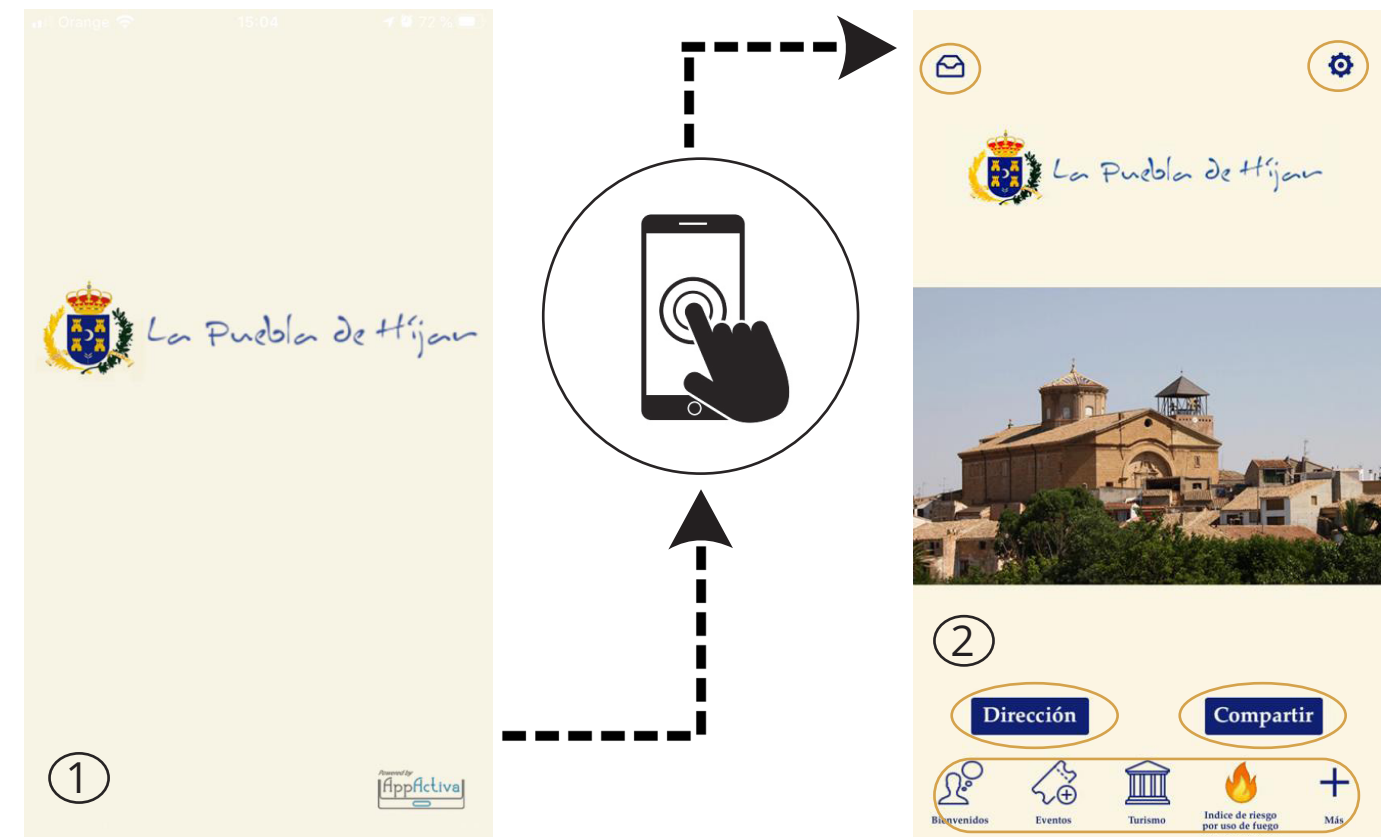 Orange 15:04 72 %
La Puebla de Híjar
1
Powered by
AppActiva
La Puebla de Híjar
2
Dirección Compartir
Bienvenidos Eventos Turismo Indice de riesgo
por uso de fuego Más